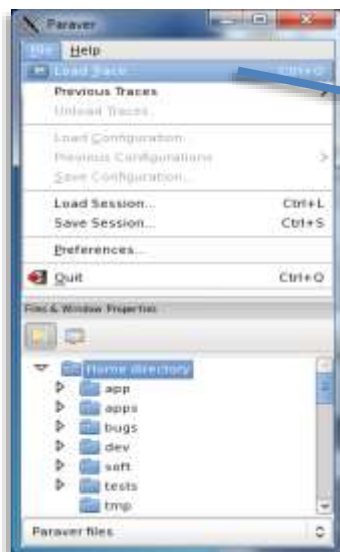 Paraver
File Help
Load Trace... Ctrl+O
Previous Traces
Unload Traces...
Load Configuration...
Previous Configurations
Save Configuration...
Load Session... Ctrl+L
Save Session... Ctrl+S
Preferences...
Quit Ctrl+Q
Files & Window Properties
Home directory
app
apps
bugs
dev
soft
tests
tmp
Paraver files